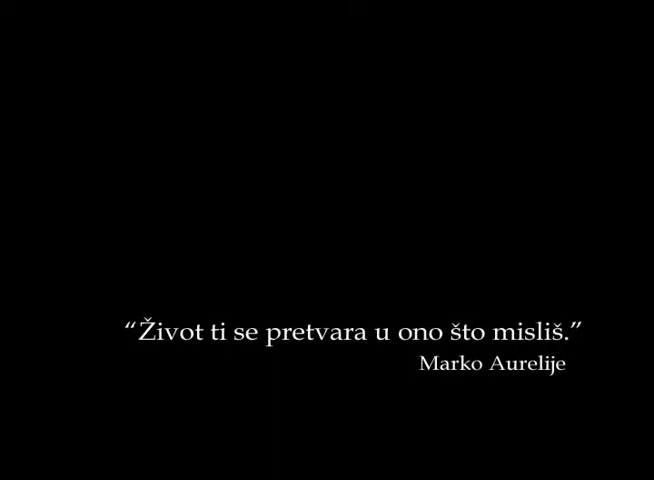 “Život ti se pretvara u ono što misliš.”
Marko Aurelije